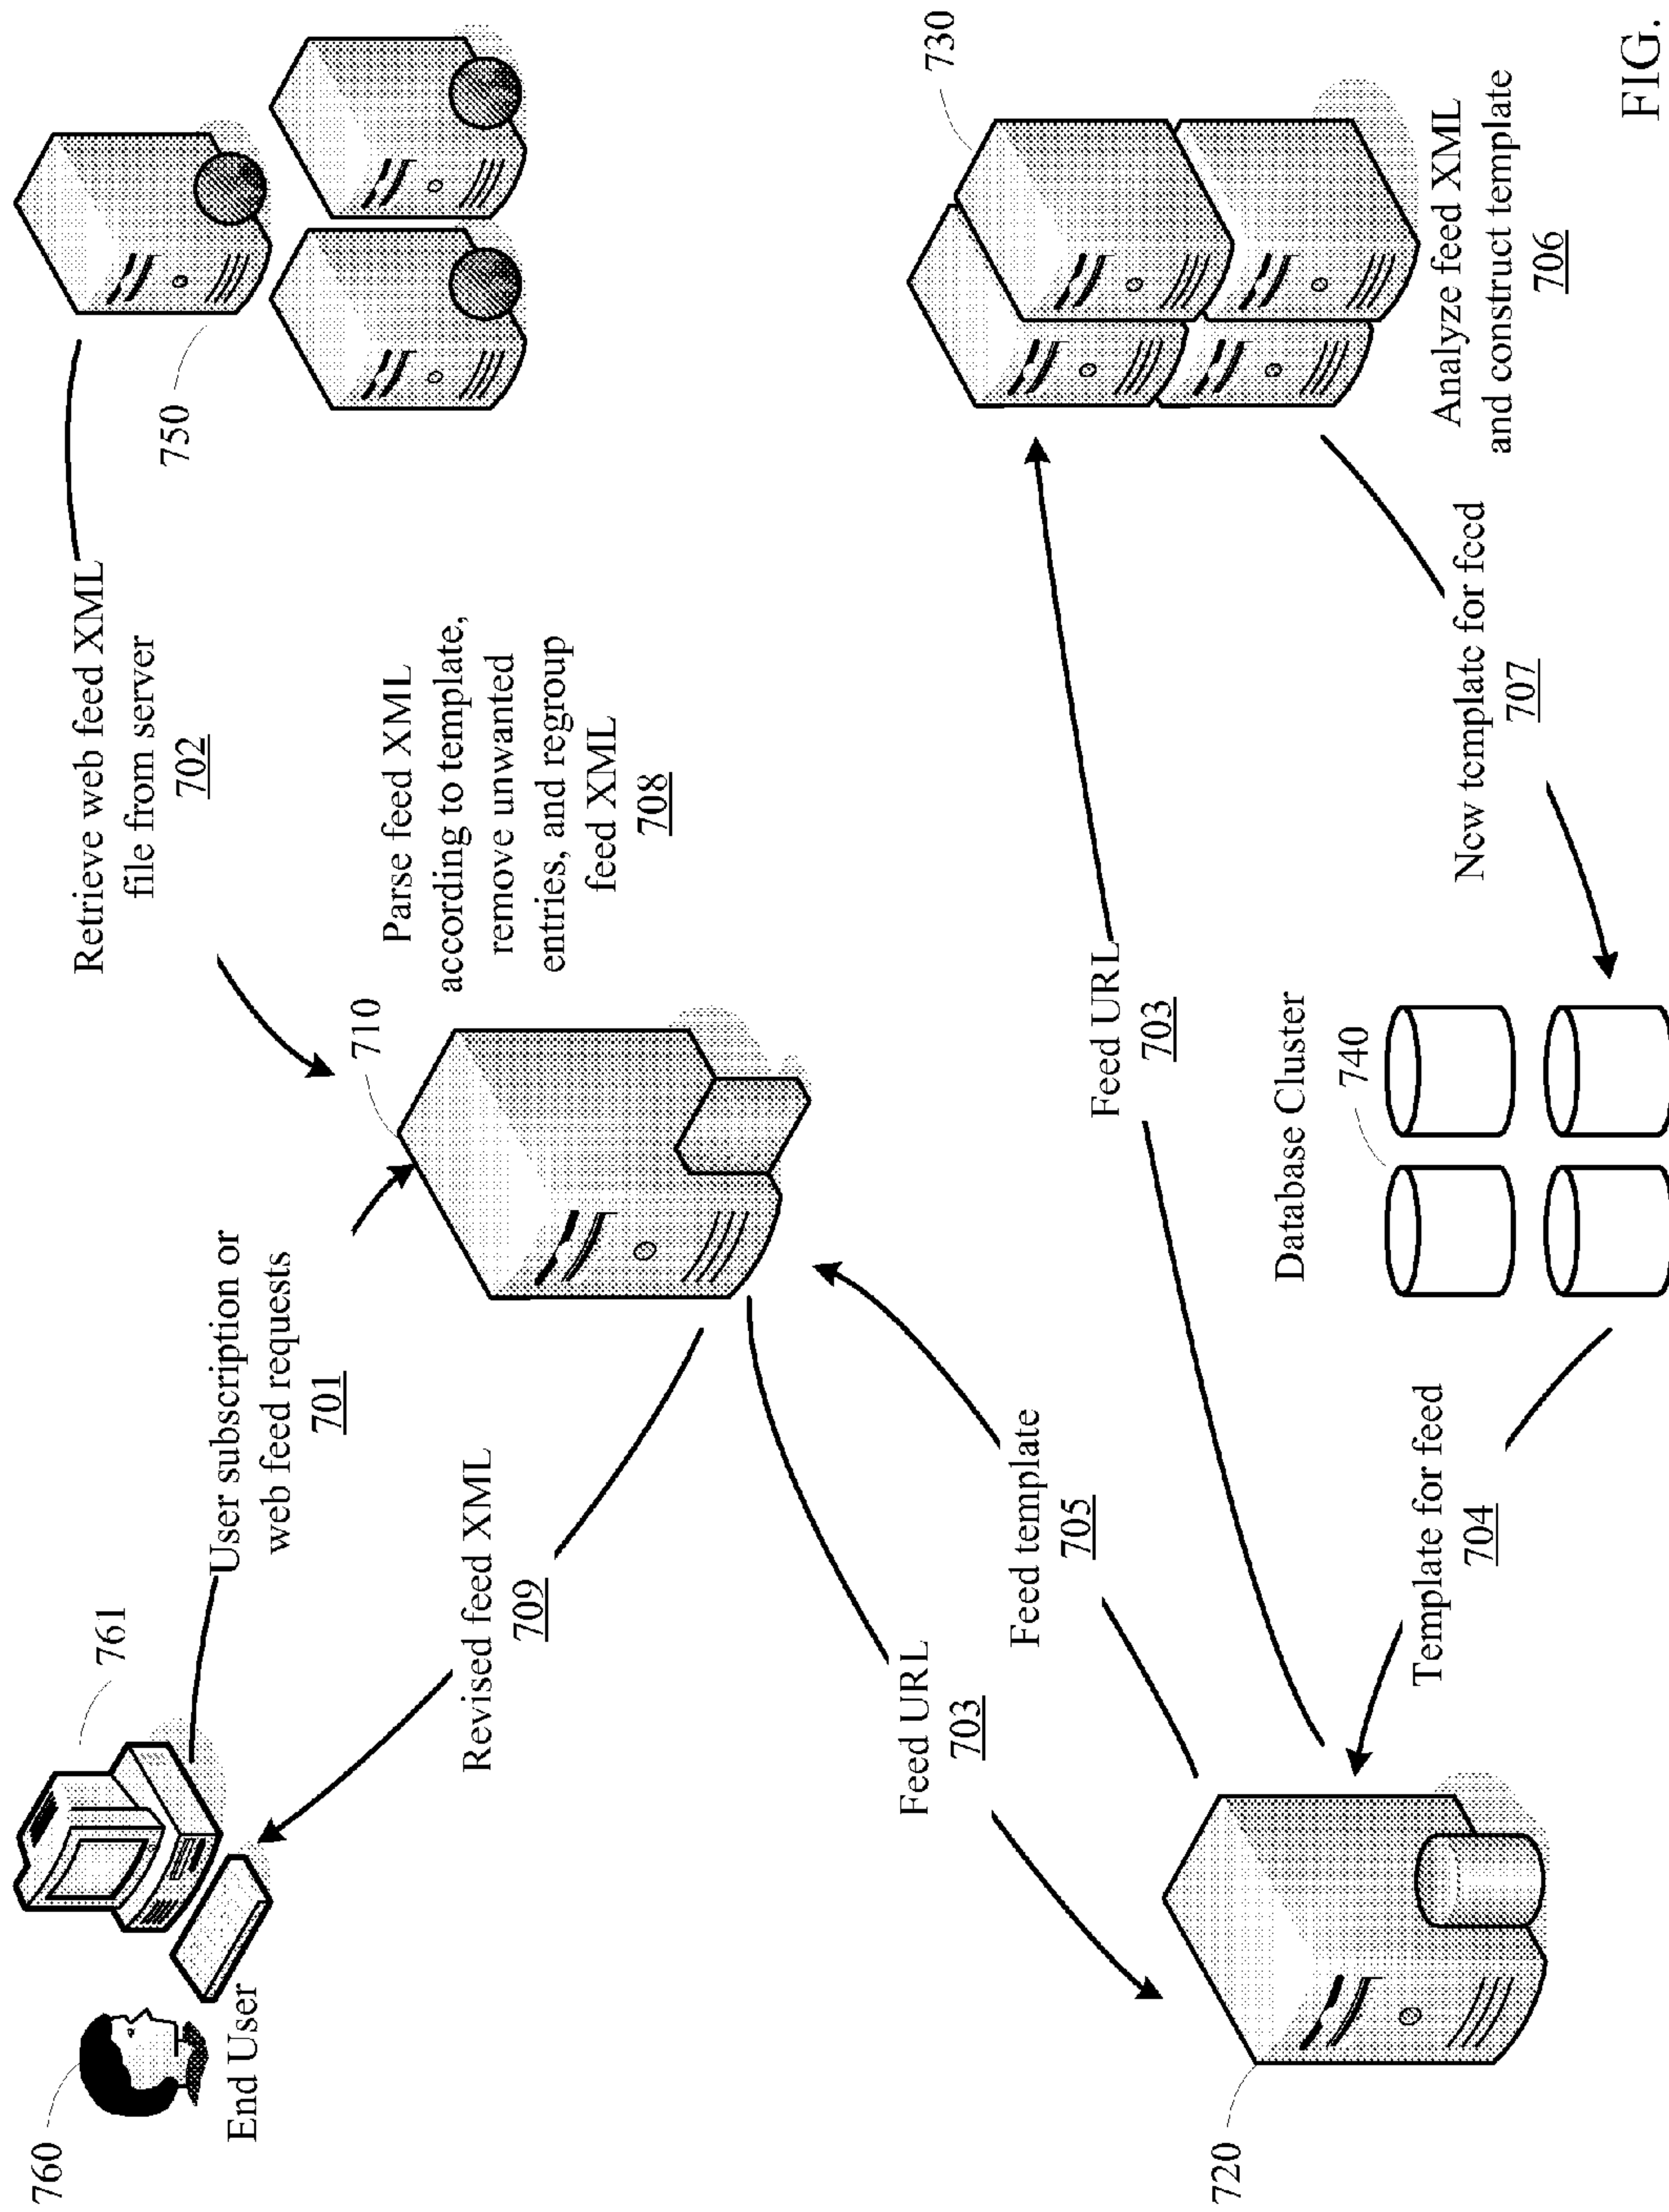 760
End User
761
User subscription or
web feed requests
701
Retrieve web feed XML
file from server
702
750
Revised feed XML
709
710
Parse feed XML
according to template,
remove unwanted
entries, and regroup
feed XML
708
Feed URL
703
Feed template
705
Feed URL
703
730
720
Template for feed
704
Database Cluster
740
New template for feed
707
Analyze feed XML
and construct template
706
FIG.